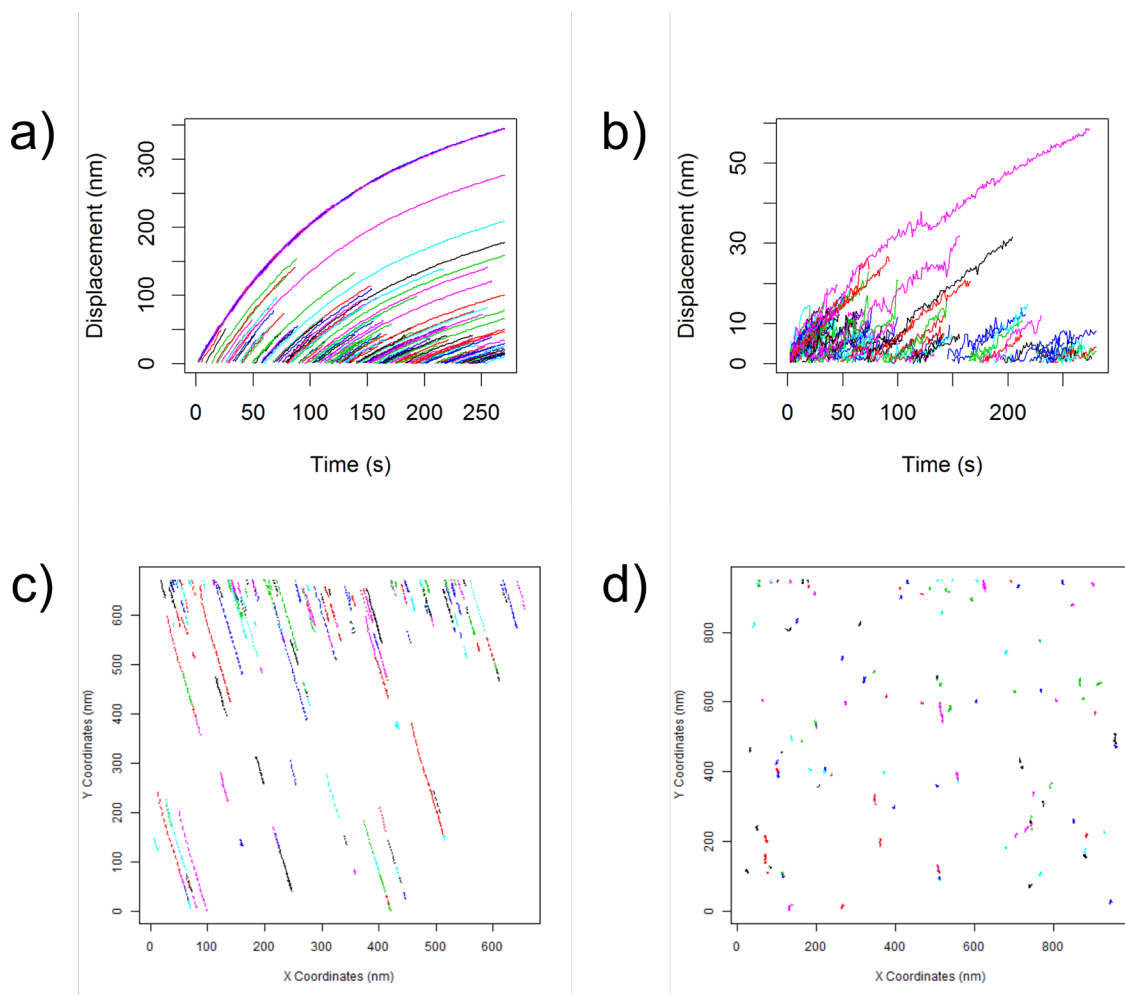 a)
Displacement (nm)
0 100 200 300
0 50 100 150 200 250
Time (s)
b)
Displacement (nm)
0 10 30 50
0 50 100 200
Time (s)
c)
Y Coordinates (nm)
0 100 200 300 400 500 600
0 100 200 300 400 500 600
X Coordinates (nm)
d)
Y Coordinates (nm)
0 200 400 600 800
0 200 400 600 800
X Coordinates (nm)